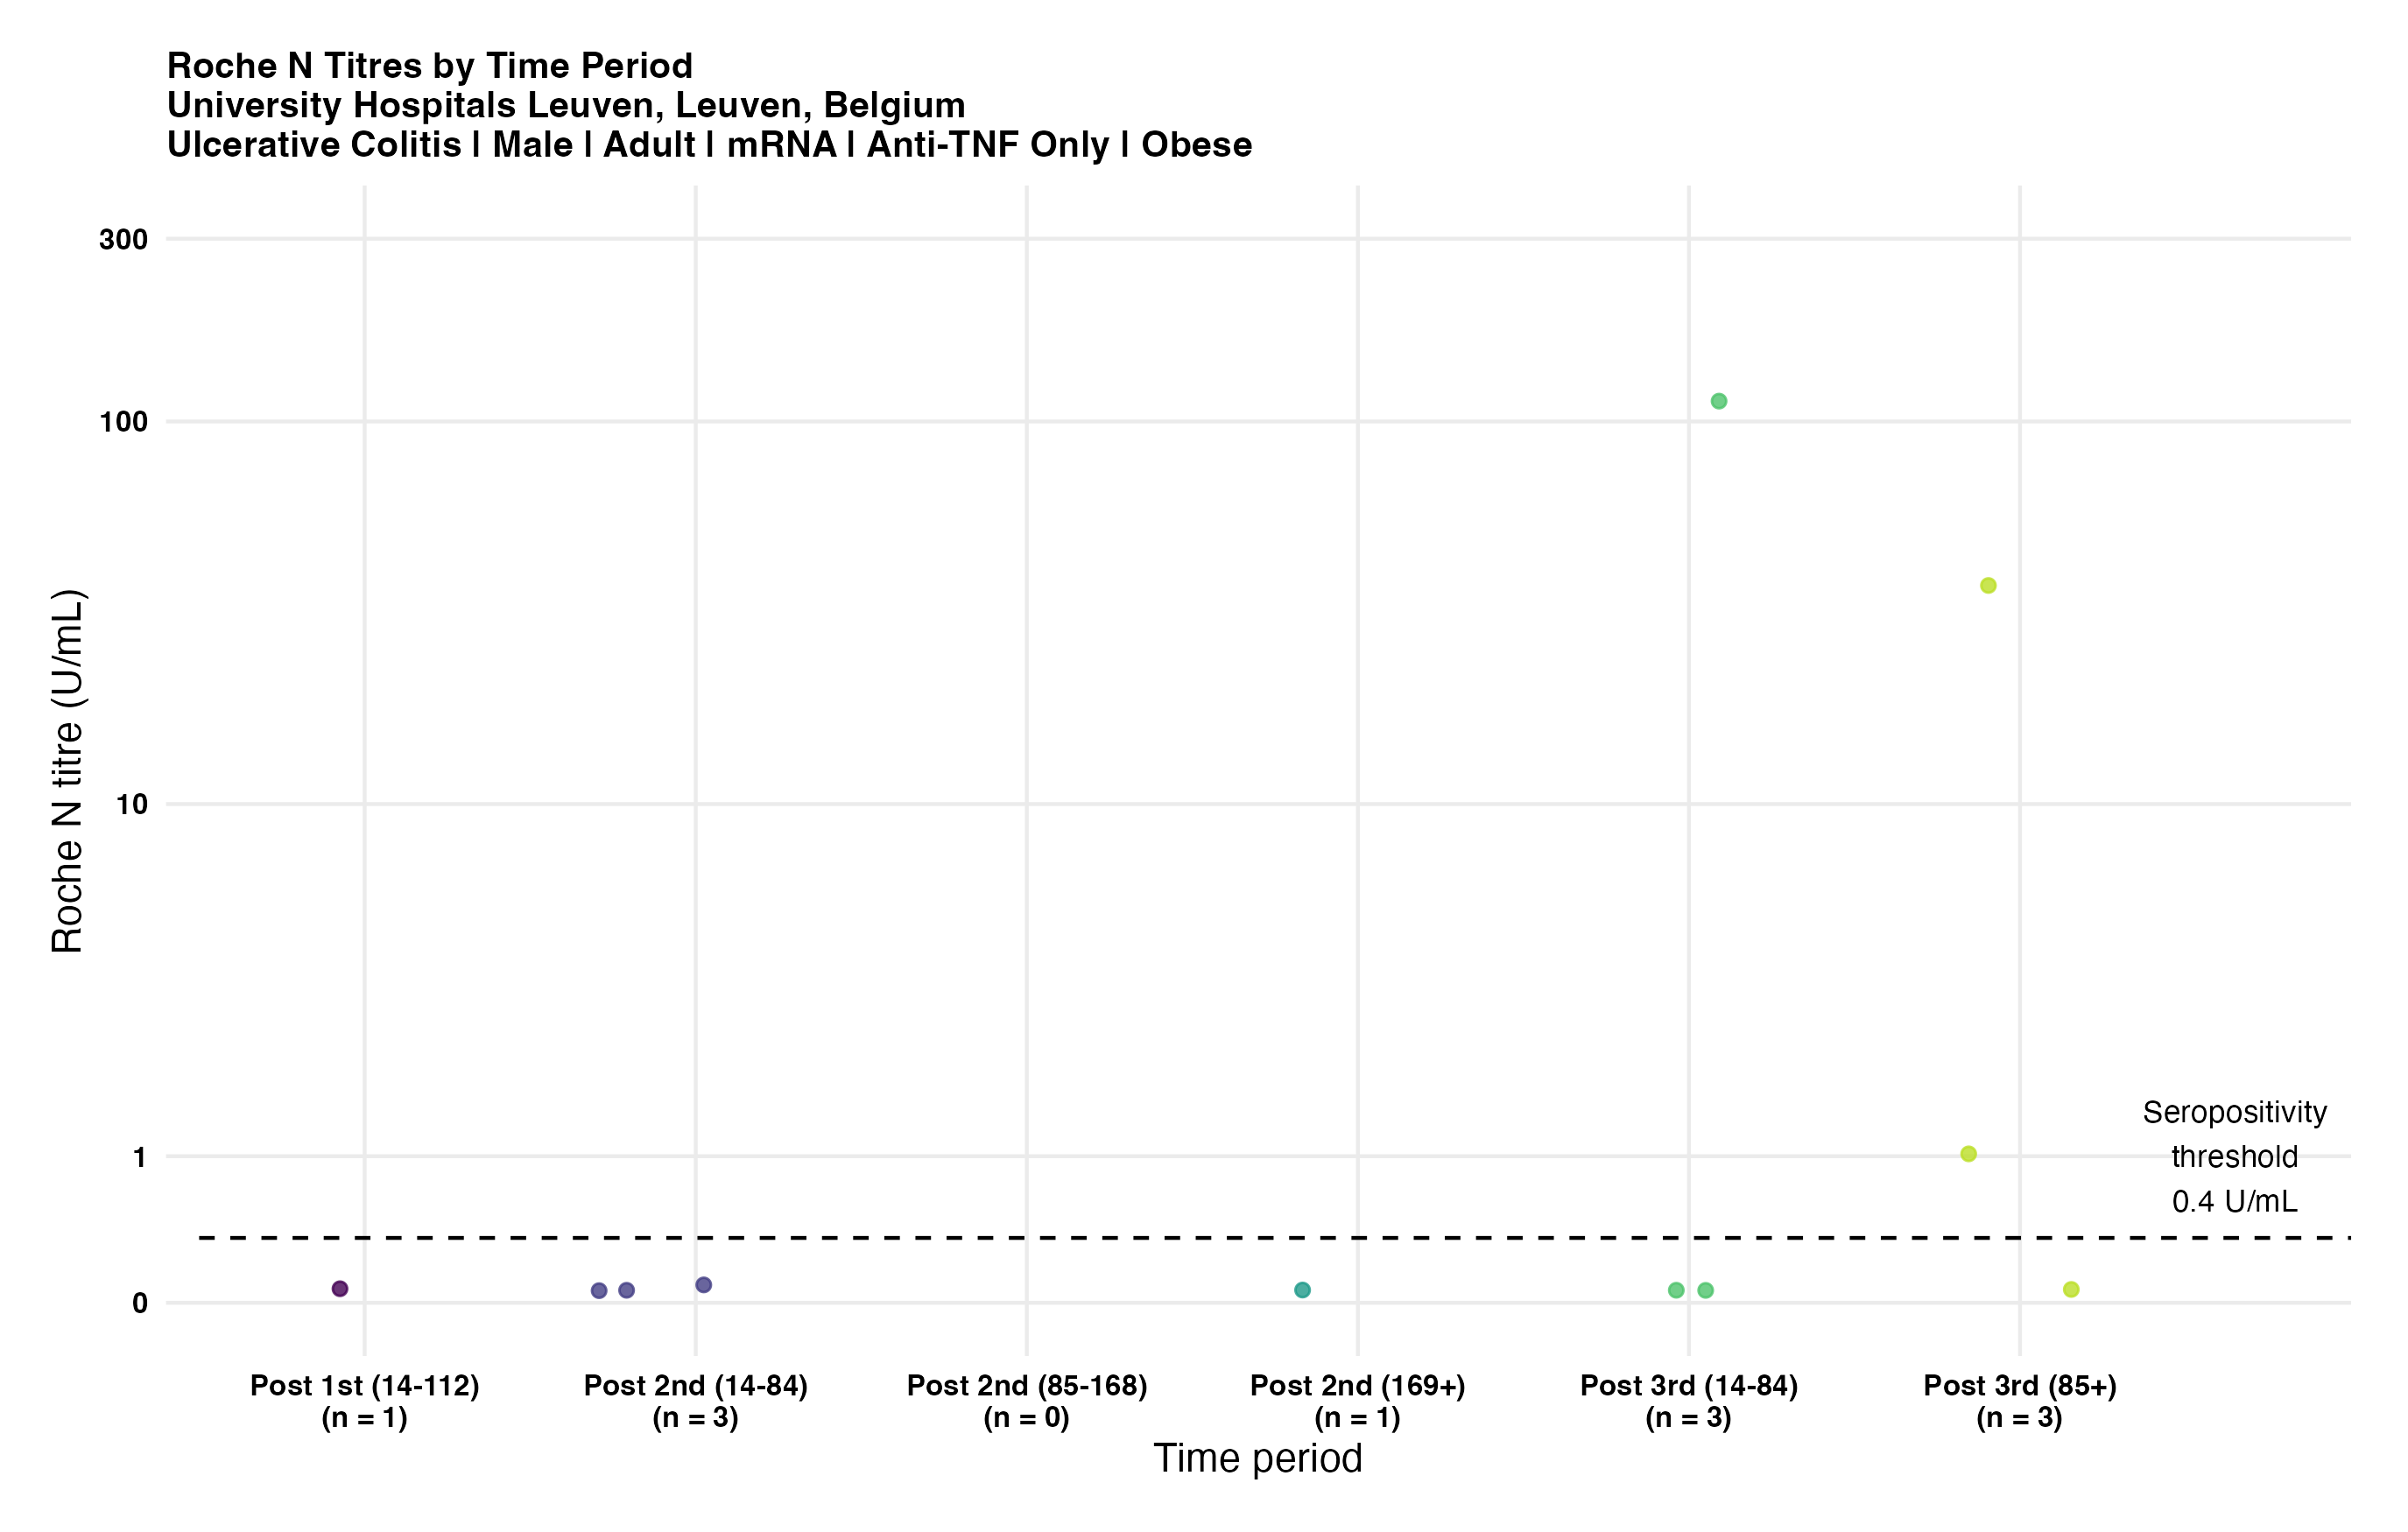 Roche N Titres by Time Period
University Hospitals Leuven, Leuven, Belgium
Ulcerative Colitis | Male | Adult | mRNA | Anti-TNF Only | Obese
300
100
10
1
0
Roche N titre (U/mL)
Seropositivity
threshold
0.4 U/mL
Post 1st (14-112)
(n = 1)
Post 2nd (14-84)
(n = 3)
Post 2nd (85-168)
(n = 0)
Post 2nd (169+)
(n = 1)
Post 3rd (14-84)
(n = 3)
Post 3rd (85+)
(n = 3)
Time period